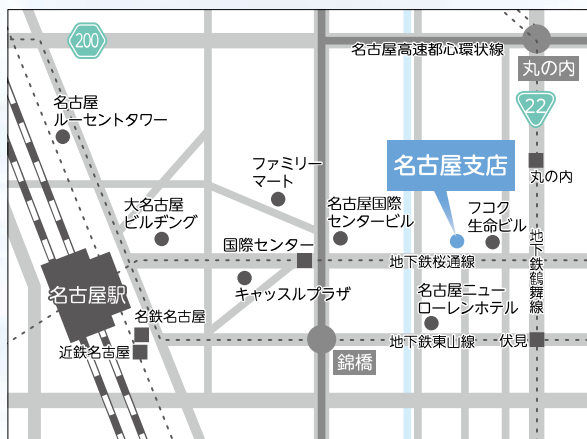 200
名古屋高速都心環状線
丸の内
22
名古屋
ルーセントタワー
名古屋支店
丸の内
ファミリー
マート
大名古屋
ビルヂング
名古屋国際
センタービル
フコク
生命ビル
国際センター
地下鉄桜通線
地下鉄鶴舞線
名古屋駅
キャッスルプラザ
名古屋ニュー
ローレンホテル
名鉄名古屋
近鉄名古屋
錦橋
地下鉄東山線
伏見